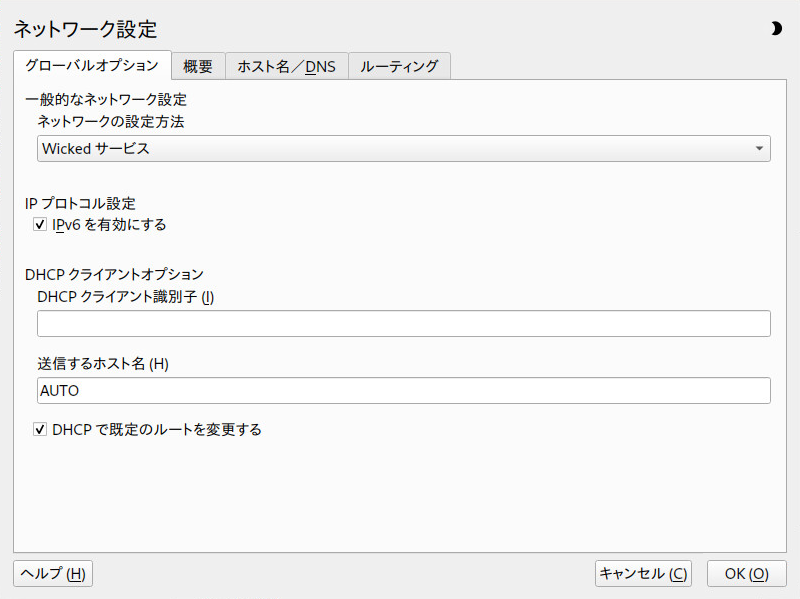 ネットワーク設定
グローバルオプション
概要
ホスト名／DNS
ルーティング
一般的なネットワーク設定
ネットワークの設定方法
Wicked サービス
IP プロトコル設定
IPv6 を有効にする
DHCP クライアントオプション
DHCP クライアント識別子 (I)
送信するホスト名 (H)
AUTO
DHCP で既定のルートを変更する
ヘルプ (H)
キャンセル (C)
OK (O)